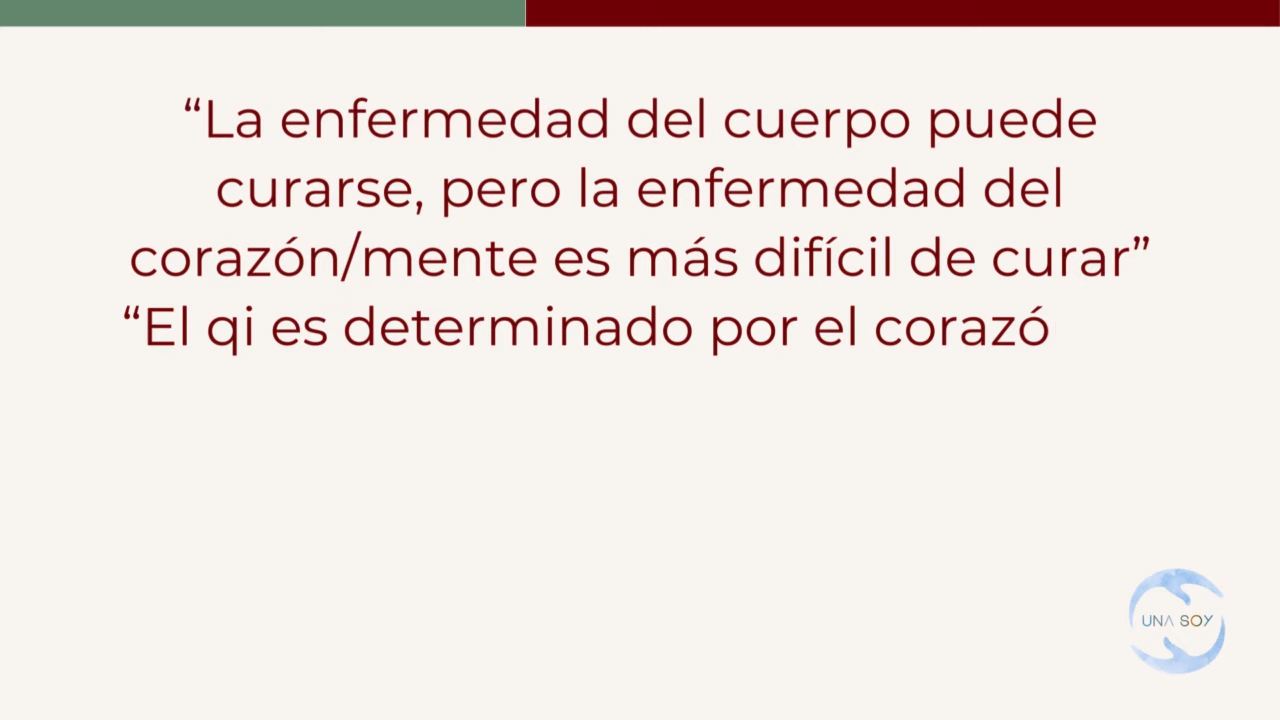 “La enfermedad del cuerpo puede
curarse, pero la enfermedad del
corazón/mente es más difícil de curar”
“El qi es determinado por el corazó
UNA SOY